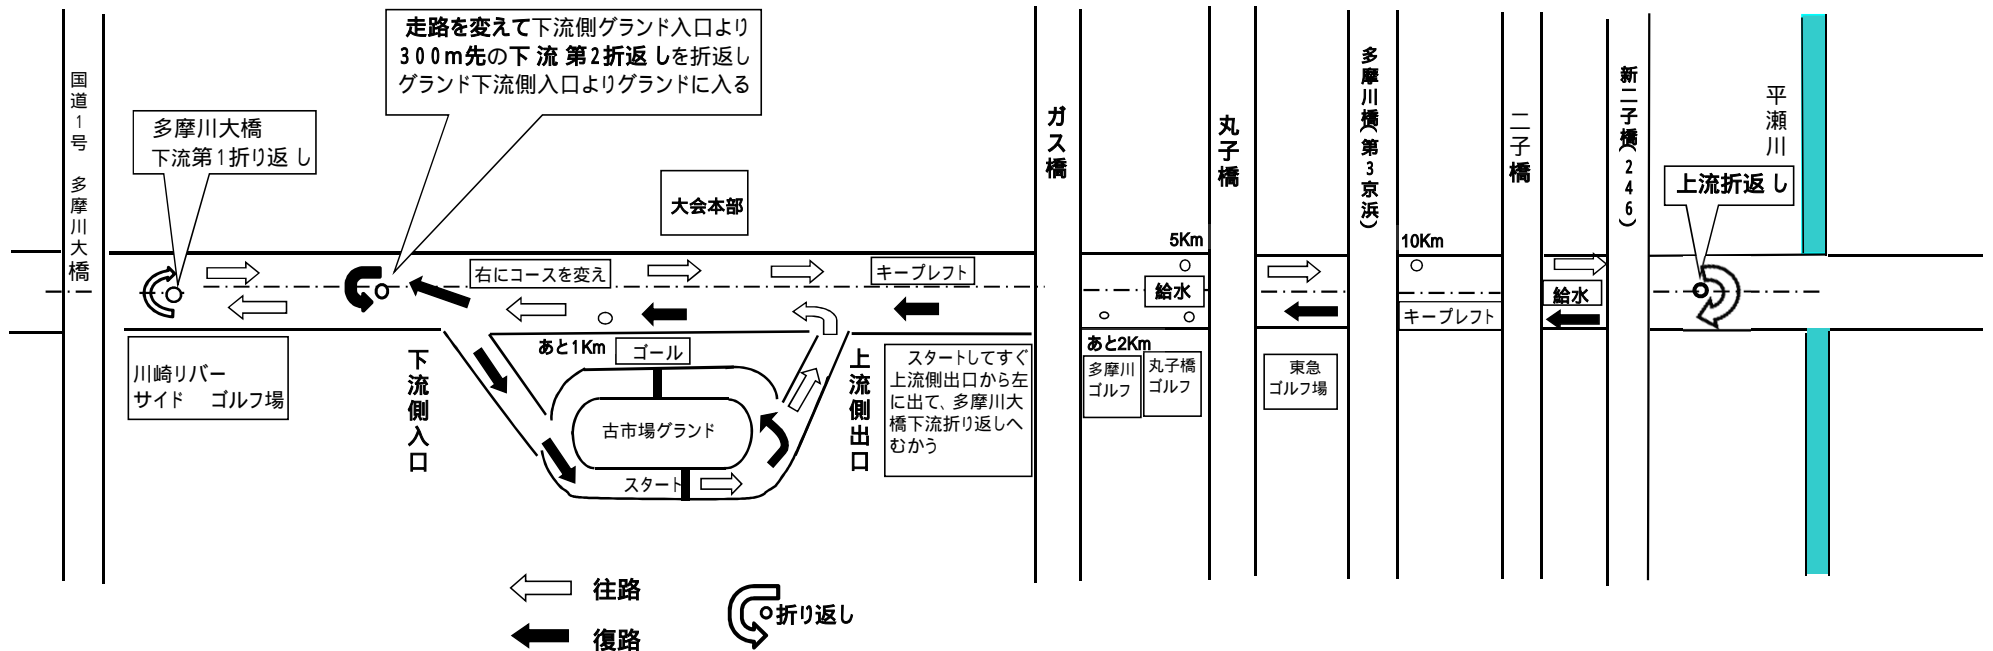 走路を変えて下流側グランド入口より
300m先の下流第2折返しを折返し
グランド下流側入口よりグランドに入る
国道1号 多摩川大橋
多摩川大橋
下流第1折り返し
大会本部
ガス橋
丸子橋
多摩川橋(第3京浜)
二子橋
新二子橋(246)
平瀬川
上流折返し
5Km
10Km
右にコースを変え
キープレフト
給水
キープレフト
給水
あと1Km
ゴール
あと2Km
川崎リバー
サイド ゴルフ場
下流側入口
上流側出口
スタートしてすぐ
上流側出口から左
に出て、多摩川大
橋下流折り返しへ
むかう
多摩川
ゴルフ
丸子橋
ゴルフ
東急
ゴルフ場
古市場グランド
スタート
往路
復路
折り返し